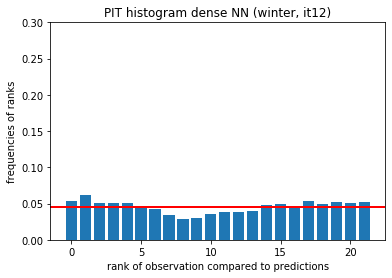 PIT histogram dense NN (winter, it12)
0.30
0.25
0.20
0.15
0.10
0.05
0.00
frequencies of ranks
0 5 10 15 20
rank of observation compared to predictions